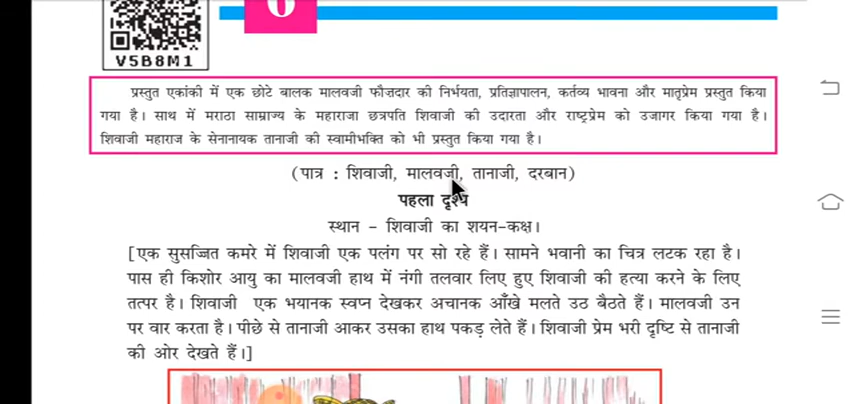 6
V5B8M1
प्रस्तुत एकांकी में एक छोटे बालक मालवजी फौज़दार की निर्भयता, प्रतिज्ञापालन, कर्तव्य भावना और मातृप्रेम प्रस्तुत किया
गया है। साथ में मराठा साम्राज्य के महाराजा छत्रपति शिवाजी की उदारता और राष्ट्रप्रेम को उजागर किया गया है।
शिवाजी महाराज के सेनानायक तानाजी की स्वामीभक्ति को भी प्रस्तुत किया गया है।
(पात्र : शिवाजी, मालवजी, तानाजी, दरबान)
पहला दृश्य
स्थान - शिवाजी का शयन-कक्ष।
[एक सुसज्जित कमरे में शिवाजी एक पलंग पर सो रहे हैं। सामने भवानी का चित्र लटक रहा है।
पास ही किशोर आयु का मालवजी हाथ में नंगी तलवार लिए हुए शिवाजी की हत्या करने के लिए
तत्पर है। शिवाजी एक भयानक स्वप्न देखकर अचानक आँखे मलते उठ बैठते हैं। मालवजी उन
पर वार करता है। पीछे से तानाजी आकर उसका हाथ पकड़ लेते हैं। शिवाजी प्रेम भरी दृष्टि से तानाजी
की ओर देखते हैं।]